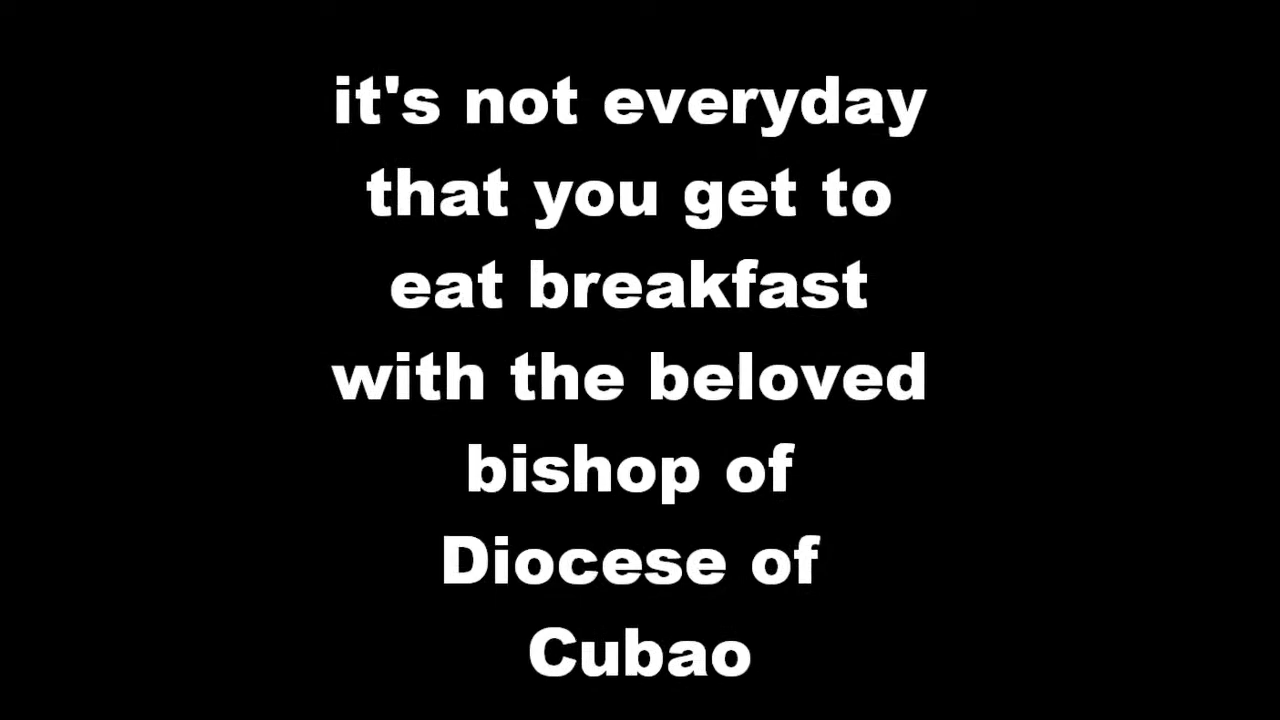 it's not everyday
that you get to
eat breakfast
with the beloved
bishop of
Diocese of
Cubao